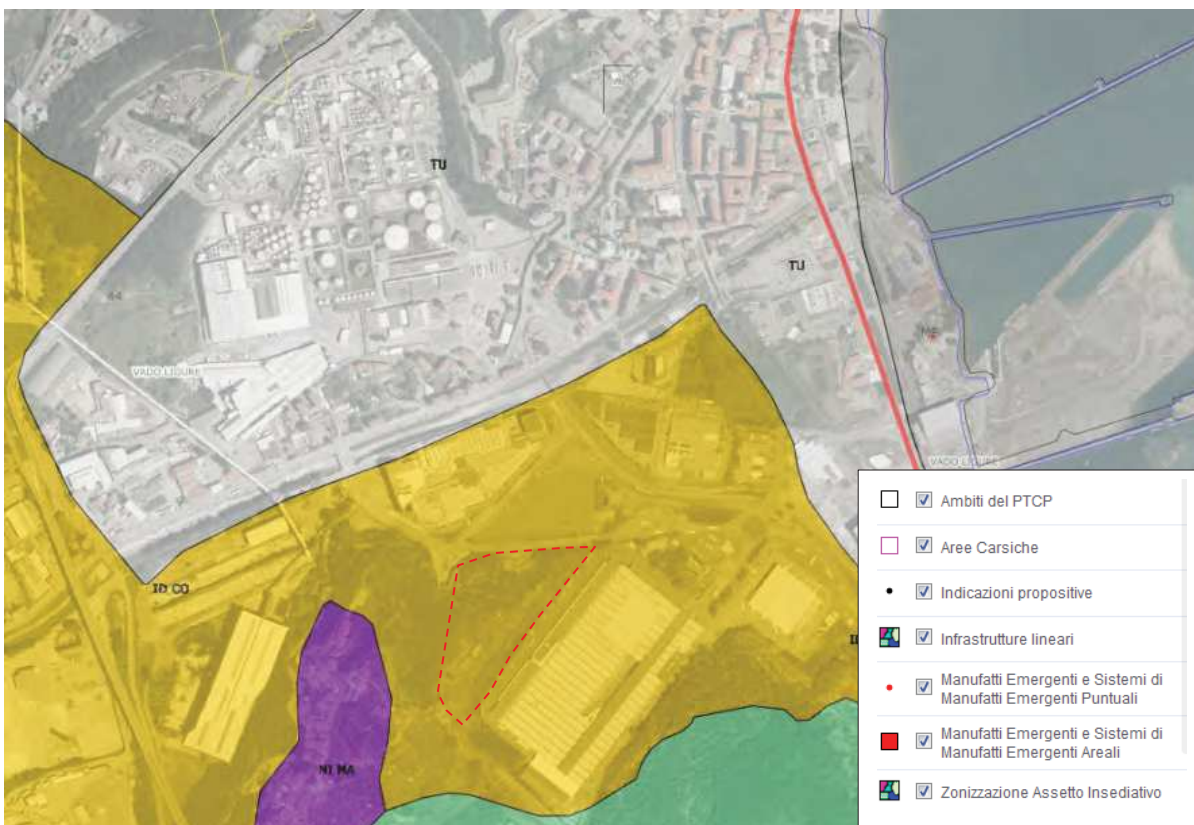 TU
TU
44
VADO LIGURE
VADO LIGURE
ID CO
NI MA
Ambiti del PTCP
Aree Carsiche
Indicazioni propositive
Infrastrutture lineari
Manufatti Emergenti e Sistemi di
Manufatti Emergenti Puntuali
Manufatti Emergenti e Sistemi di
Manufatti Emergenti Areali
Zonizzazione Assetto Insediativo